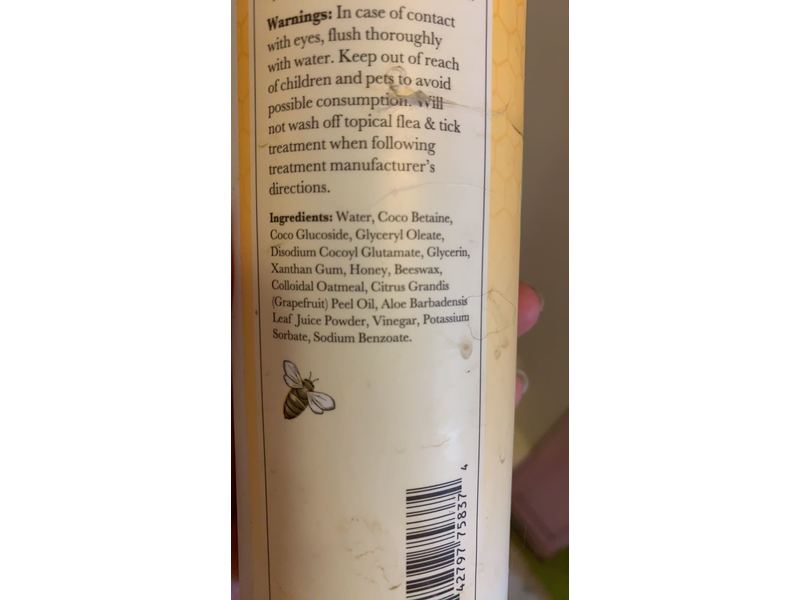 Warnings: In case of contact
with eyes, flush thoroughly
with water. Keep out of reach
of children and pets to avoid
possible consumption. Will
not wash off topical flea & tick
treatment when following
treatment manufacturer's
directions.
Ingredients: Water, Coco Betaine,
Coco Glucoside, Glyceryl Oleate,
Disodium Cocoyl Glutamate, Glycerin,
Xanthan Gum, Honey, Beeswax,
Colloidal Oatmeal, Citrus Grandis
(Grapefruit) Peel Oil, Aloe Barbadensis
Leaf Juice Powder, Vinegar, Potassium
Sorbate, Sodium Benzoate.
42797 75837 4